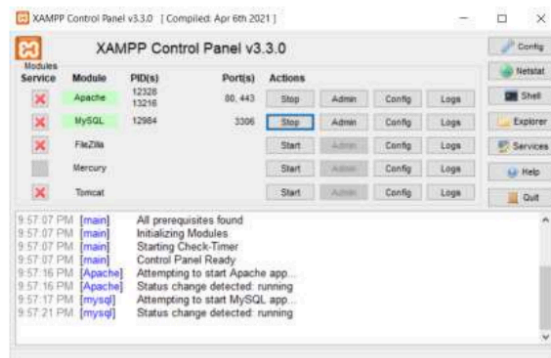 XAMPP Control Panel v3.3.0 [ Compiled: Apr 6th 2021 ]
XAMPP Control Panel v3.3.0
Config
Modules
Service Module PID(s) Port(s) Actions
Netstat
Apache 12328 13216 80, 443 Stop Admin Config Logs
Shell
MySQL 12984 3306 Stop Admin Config Logs
Explorer
FileZilla Start Admin Config Logs
Services
Mercury Start Admin Config Logs
Help
Tomcat Start Admin Config Logs
Quit
9:57:07 PM [main] All prerequisites found
9:57:07 PM [main] Initializing Modules
9:57:07 PM [main] Starting Check-Timer
9:57:07 PM [main] Control Panel Ready
9:57:16 PM [Apache] Attempting to start Apache app...
9:57:16 PM [Apache] Status change detected: running
9:57:17 PM [mysql] Attempting to start MySQL app...
9:57:21 PM [mysql] Status change detected: running